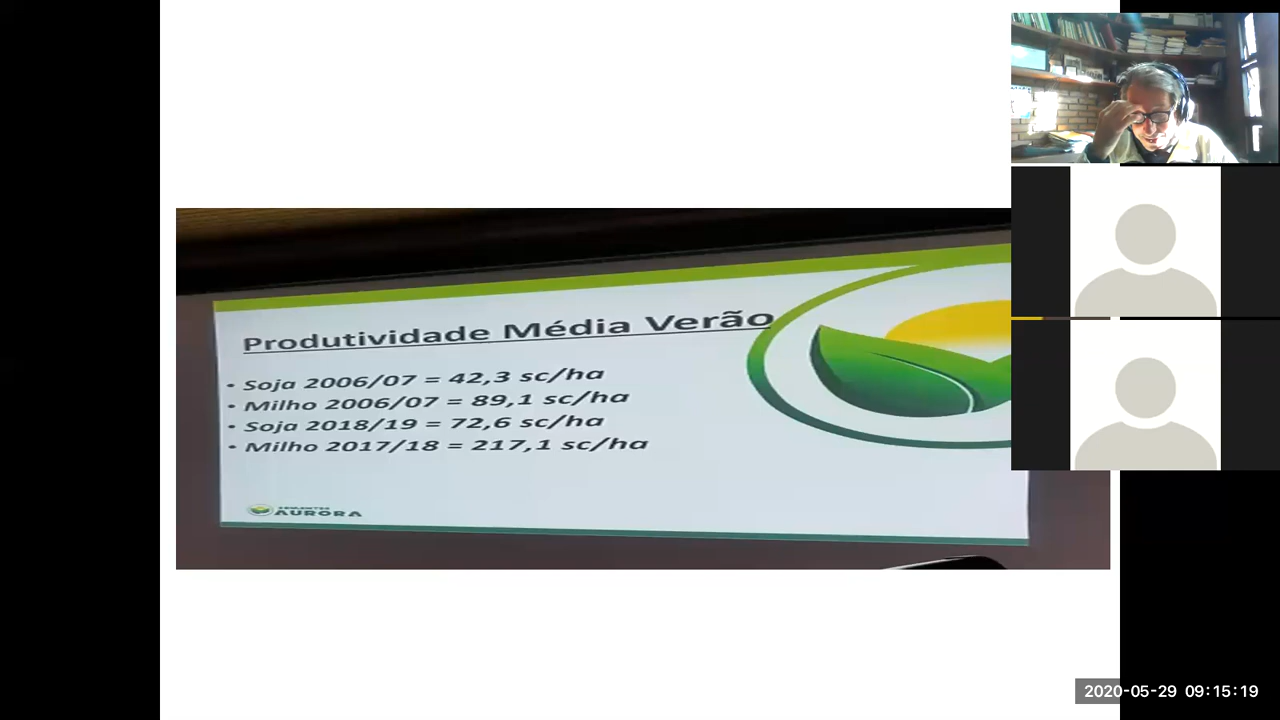 Produtividade Média Verão
• Soja 2006/07 = 42,3 sc/ha
• Milho 2006/07 = 89,1 sc/ha
• Soja 2018/19 = 72,6 sc/ha
• Milho 2017/18 = 217,1 sc/ha
AURORA
2020-05-29 09:15:19